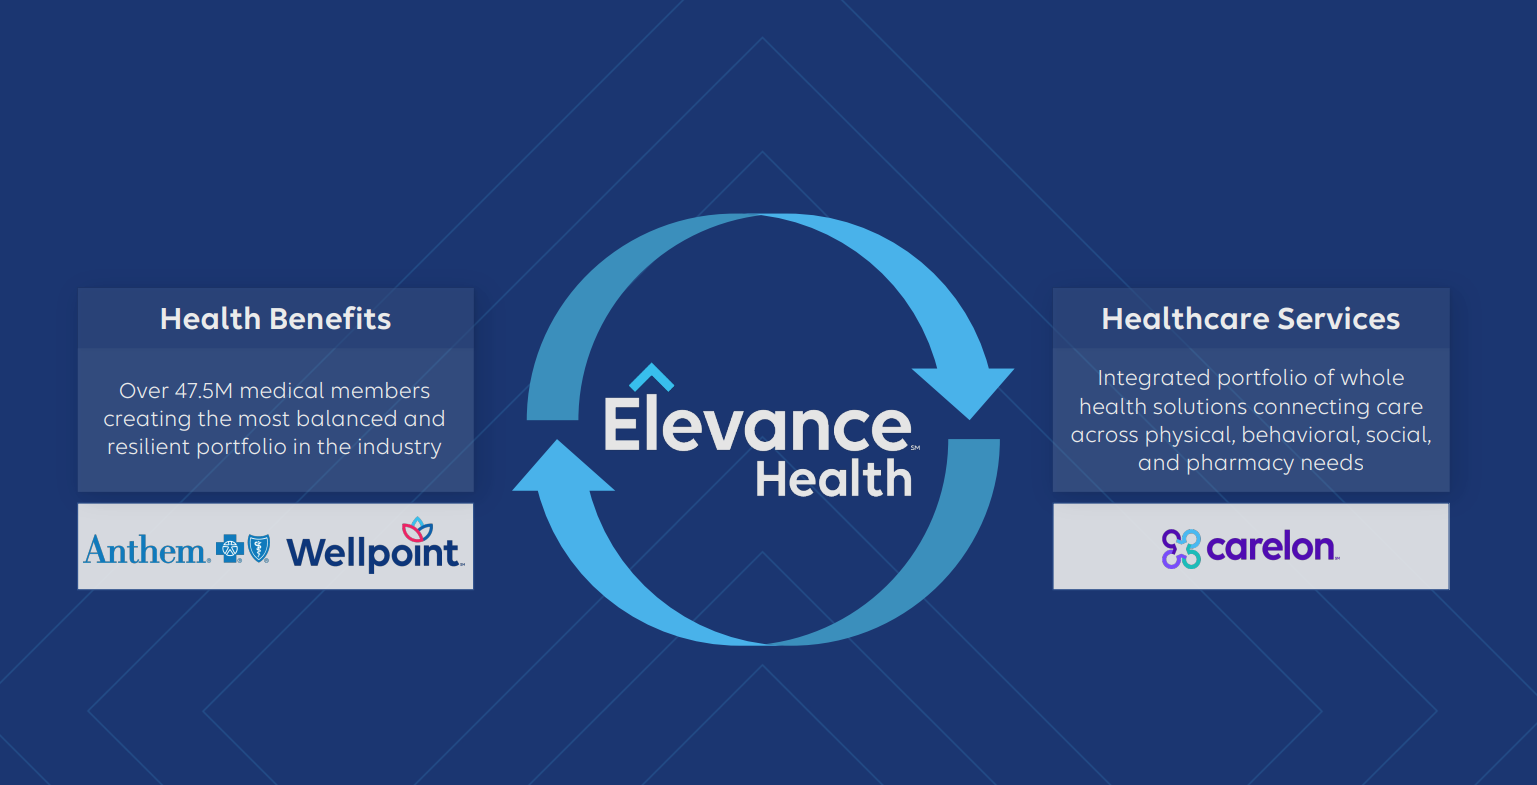 Health Benefits
Over 47.5M medical members
creating the most balanced and
resilient portfolio in the industry
Anthem.
Wellpoint
Elevance
Health
Healthcare Services
Integrated portfolio of whole
health solutions connecting care
across physical, behavioral, social,
and pharmacy needs
carelon